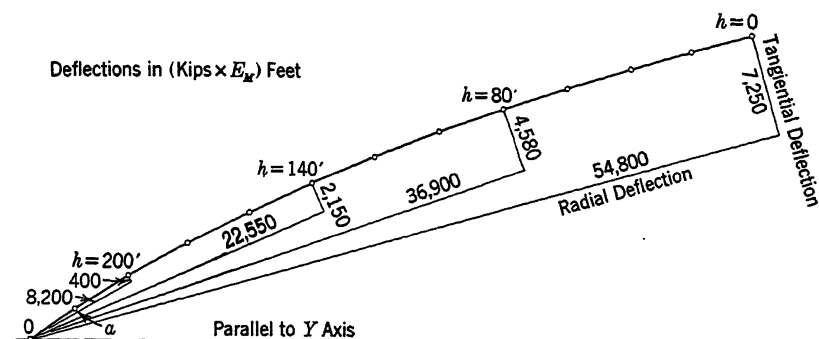 h=0
Deflections in (Kips×E_M) Feet
Tangiential Deflection
7,250
h=80'
4,580
54,800
Radial Deflection
h=140'
2,150
36,900
22,550
h=200'
400
8,200
0
a
Parallel to Y Axis